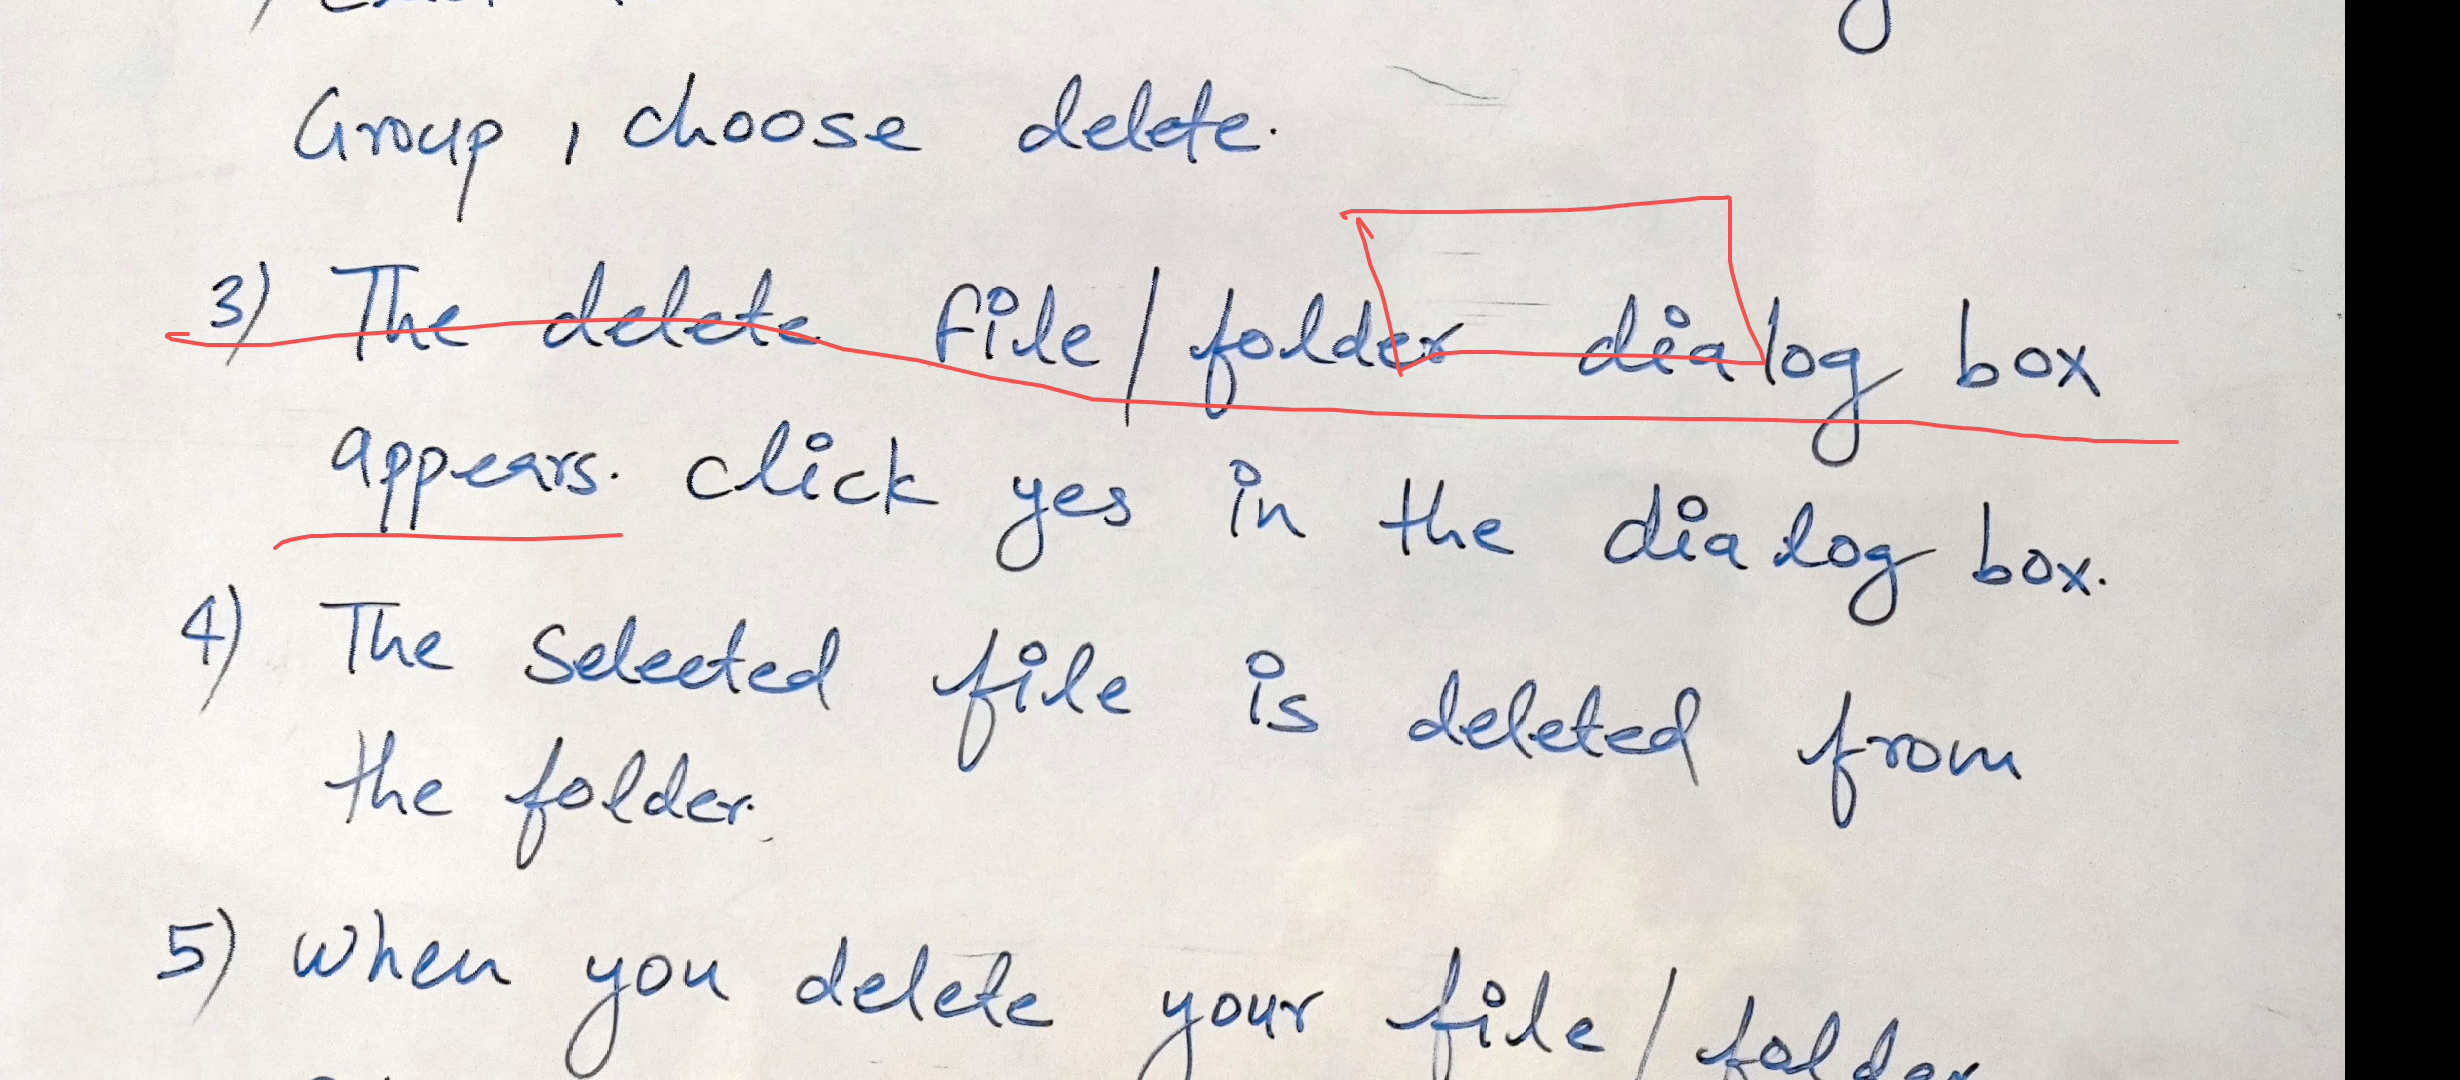 Group, choose delete.
3) The delete File/folder dialog box
appears. click yes in the dialog box.
4) The Selected file is deleted from
the folder.
5) When you delete your file/folder